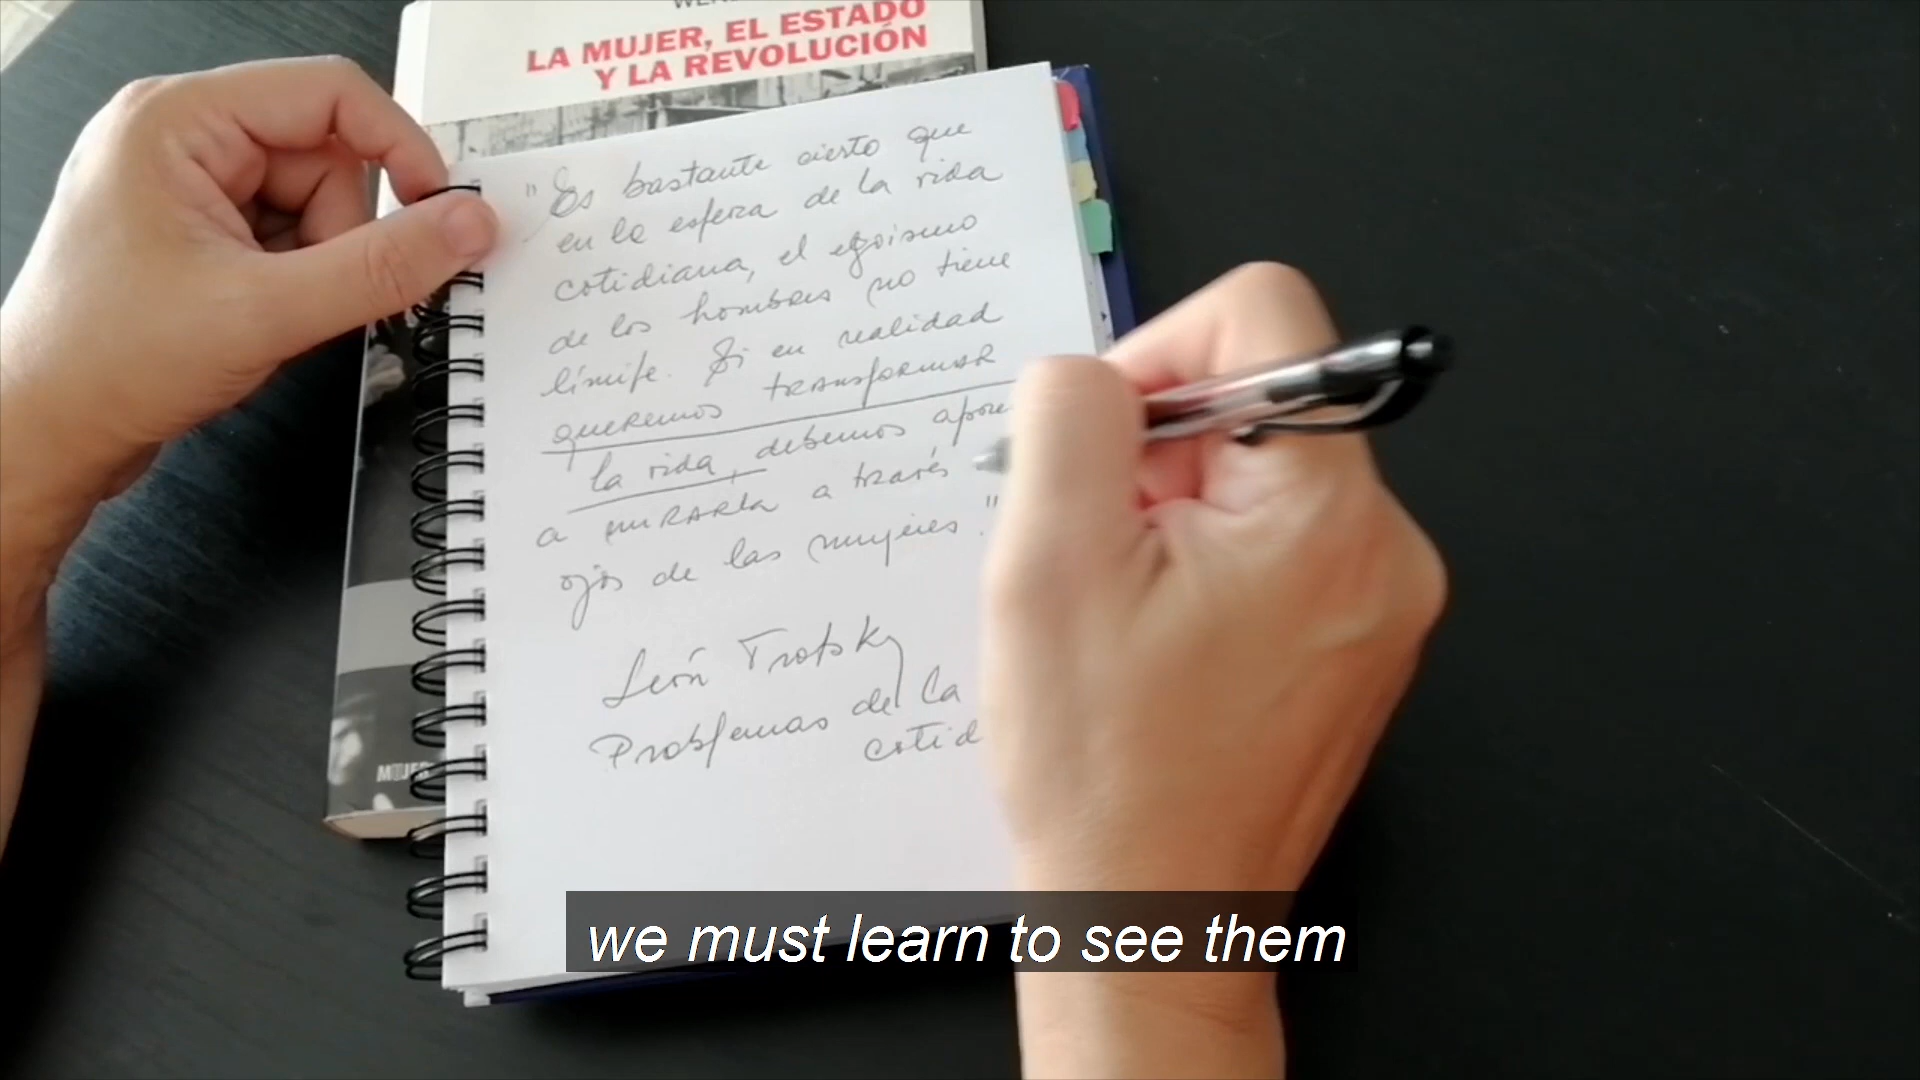 LA MUJER, EL ESTADO
Y LA REVOLUCIÓN
"Es bastante cierto que
en la esfera de la vida
cotidiana, el egoismo
de los hombres no tiene
límite. Si en realidad
queremos transformar
la vida, debemos apre
a mirarla a través
ojos de las mujeres."
León Trotsky
Problemas de la
cotid
we must learn to see them